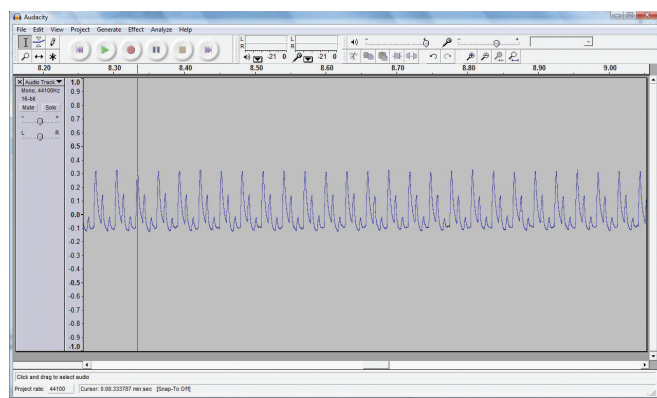 Audacity
File Edit View Project Generate Effect Analyze Help
L
R
-21 0
L
R
-21 0
8.20 8.30 8.40 8.50 8.60 8.70 8.80 8.90 9.00
X Audio Track
Mono, 44100Hz
16-bit
Mute Solo
- +
L R
1.0
0.9
0.8
0.7
0.6
0.5
0.4
0.3
0.2
0.1
0.0
-0.1
-0.2
-0.3
-0.4
-0.5
-0.6
-0.7
-0.8
-0.9
-1.0
Click and drag to select audio
Project rate: 44100 Cursor: 0:08.333787 min:sec [Snap-To Off]